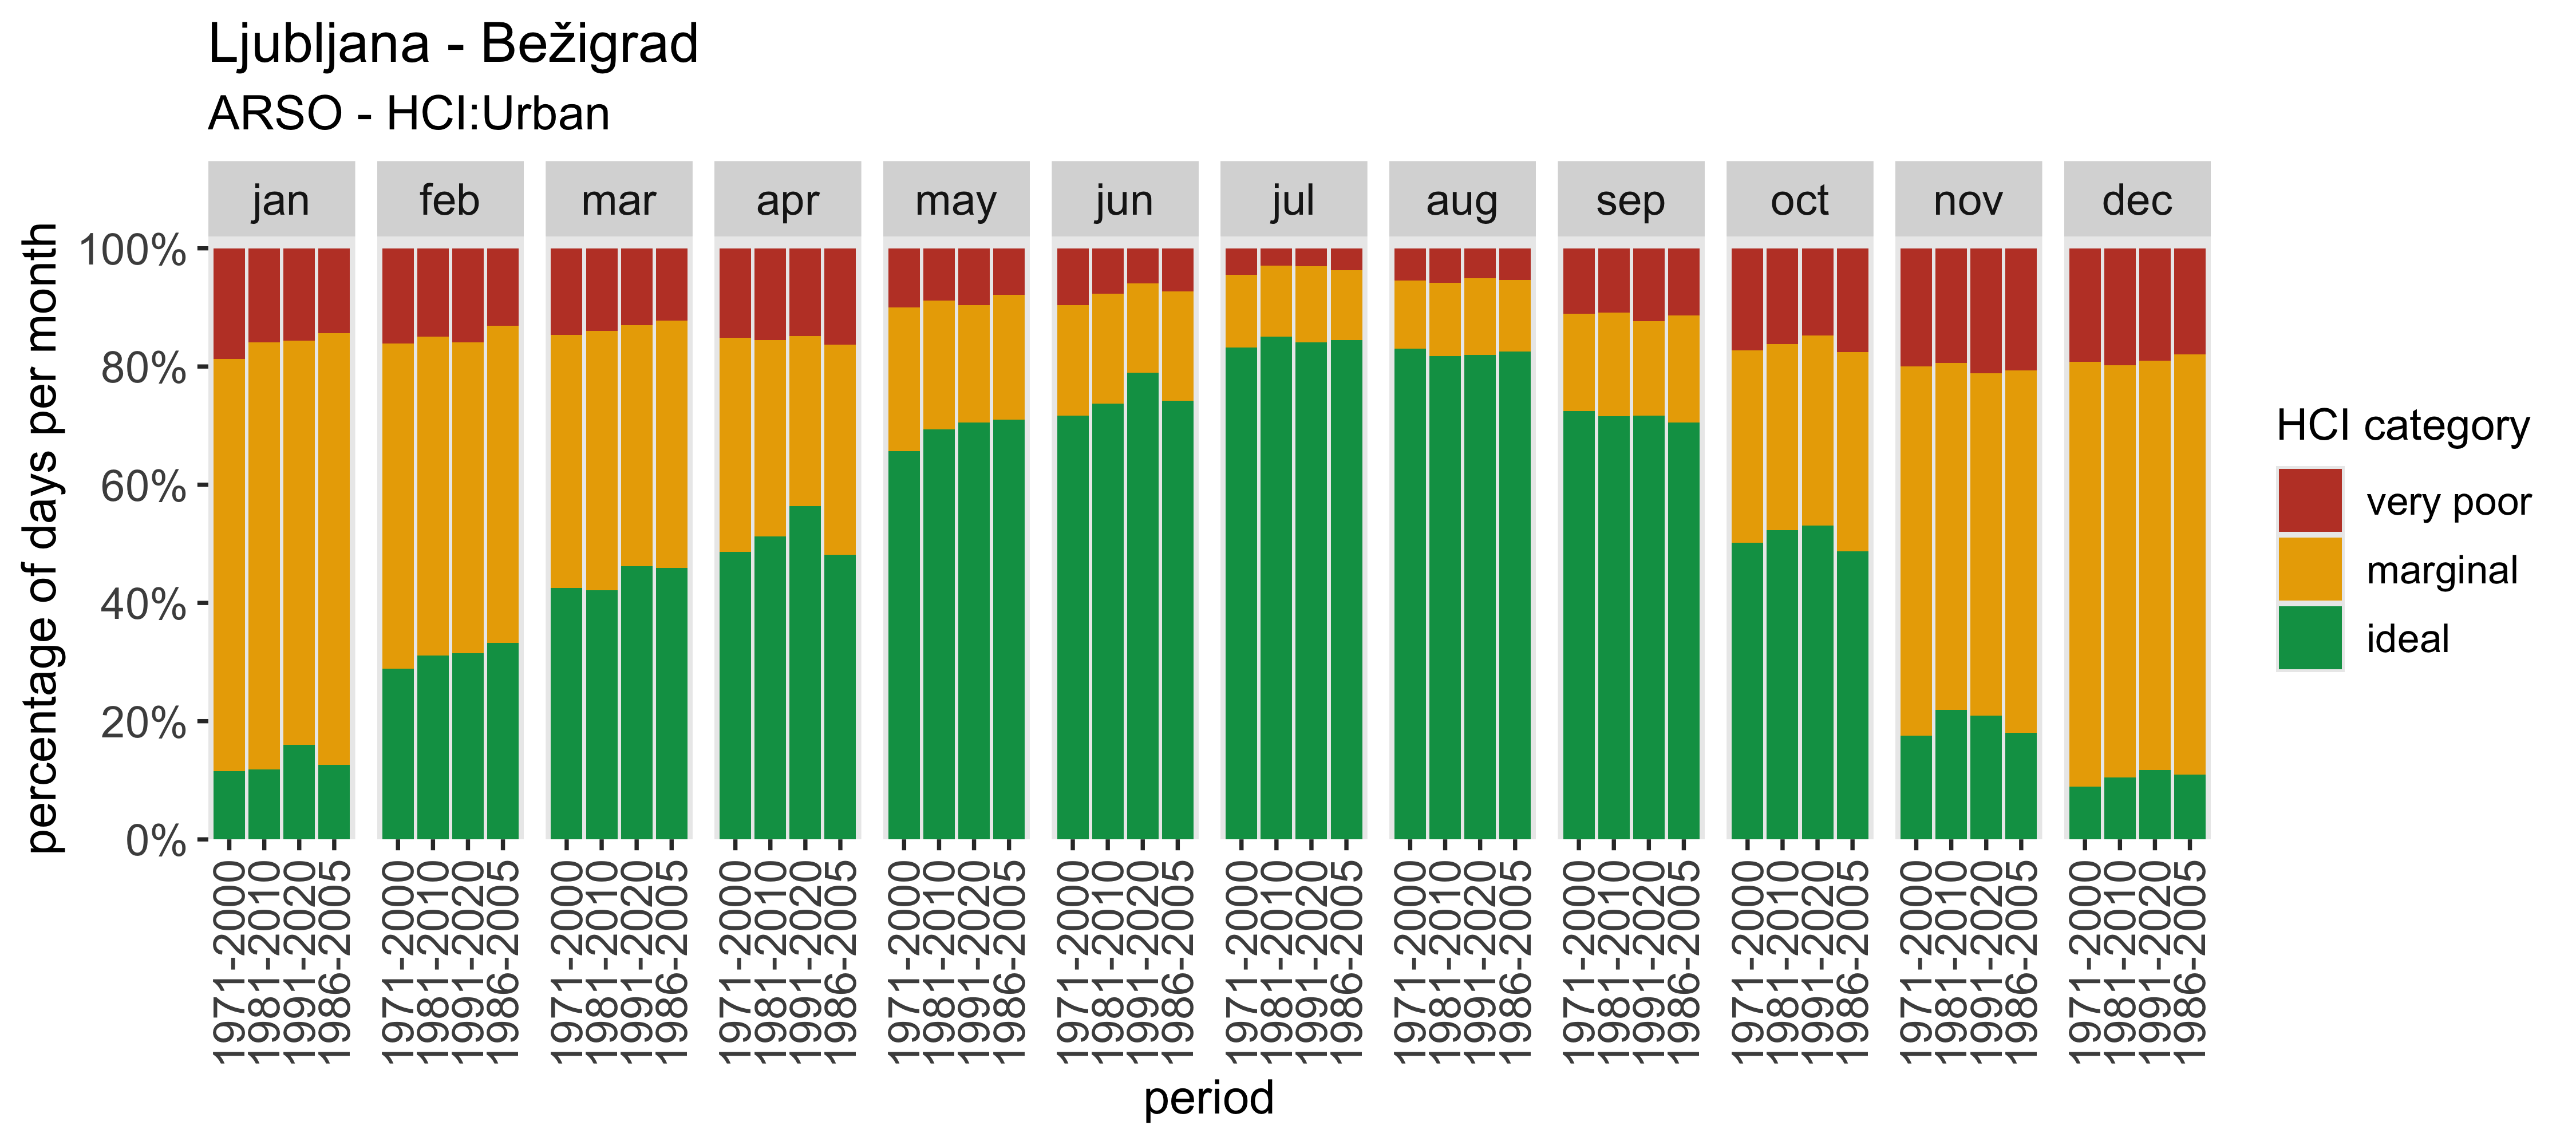 Ljubljana - Bežigrad
ARSO - HCI:Urban
jan feb mar apr may jun jul aug sep oct nov dec
percentage of days per month
100%
80%
60%
40%
20%
0%
1971-2000 1981-2010 1991-2020 1986-2005 1971-2000 1981-2010 1991-2020 1986-2005 1971-2000 1981-2010 1991-2020 1986-2005 1971-2000 1981-2010 1991-2020 1986-2005 1971-2000 1981-2010 1991-2020 1986-2005 1971-2000 1981-2010 1991-2020 1986-2005 1971-2000 1981-2010 1991-2020 1986-2005 1971-2000 1981-2010 1991-2020 1986-2005 1971-2000 1981-2010 1991-2020 1986-2005 1971-2000 1981-2010 1991-2020 1986-2005 1971-2000 1981-2010 1991-2020 1986-2005 1971-2000 1981-2010 1991-2020 1986-2005
period
HCI category
very poor
marginal
ideal